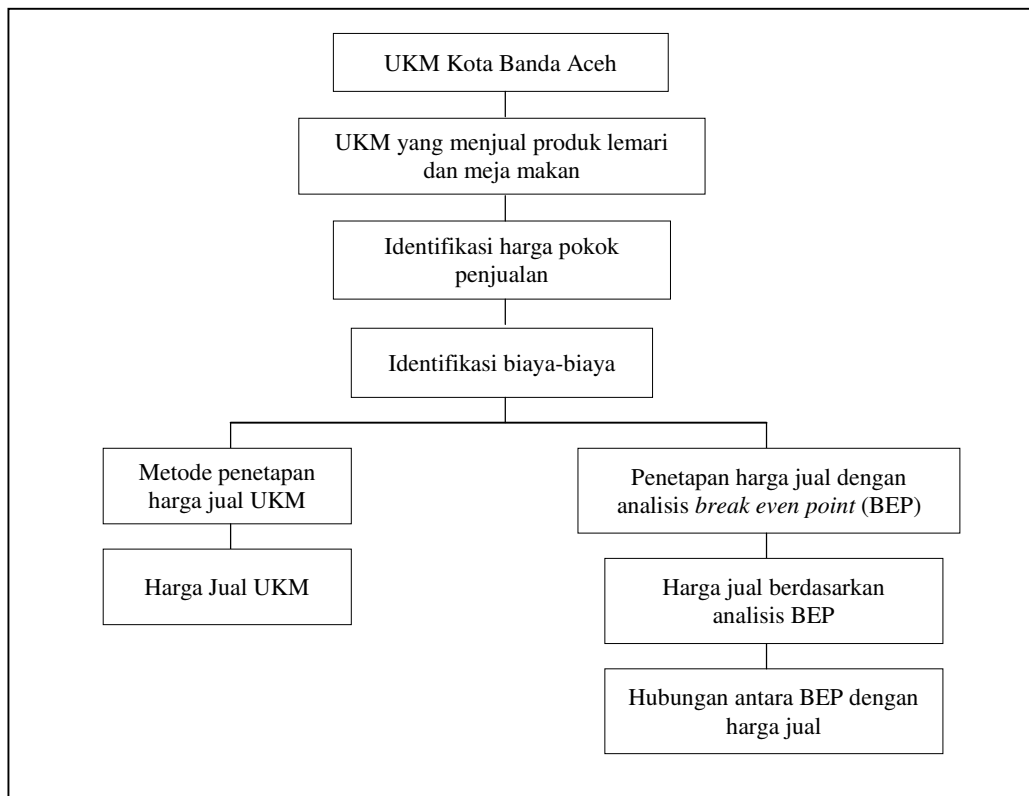 UKM Kota Banda Aceh
UKM yang menjual produk lemari
dan meja makan
Identifikasi harga pokok
penjualan
Identifikasi biaya-biaya
Metode penetapan
harga jual UKM
Harga Jual UKM
Penetapan harga jual dengan
analisis break even point (BEP)
Harga jual berdasarkan
analisis BEP
Hubungan antara BEP dengan
harga jual